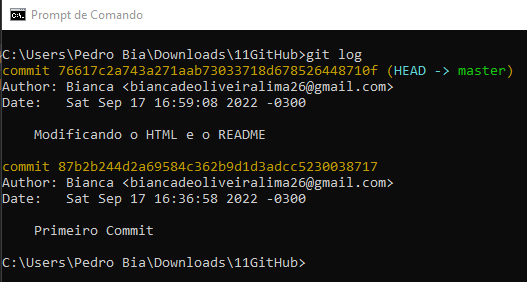 Prompt de Comando
C:\Users\Pedro Bia\Downloads\11GitHub>git log
commit 76617c2a743a271aab73033718d678526448710f (HEAD -> master)
Author: Bianca <biancadeoliveiralima26@gmail.com>
Date:   Sat Sep 17 16:59:08 2022 -0300
Modificando o HTML e o README
commit 87b2b244d2a69584c362b9d1d3adcc5230038717
Author: Bianca <biancadeoliveiralima26@gmail.com>
Date:   Sat Sep 17 16:36:58 2022 -0300
Primeiro Commit
C:\Users\Pedro Bia\Downloads\11GitHub>